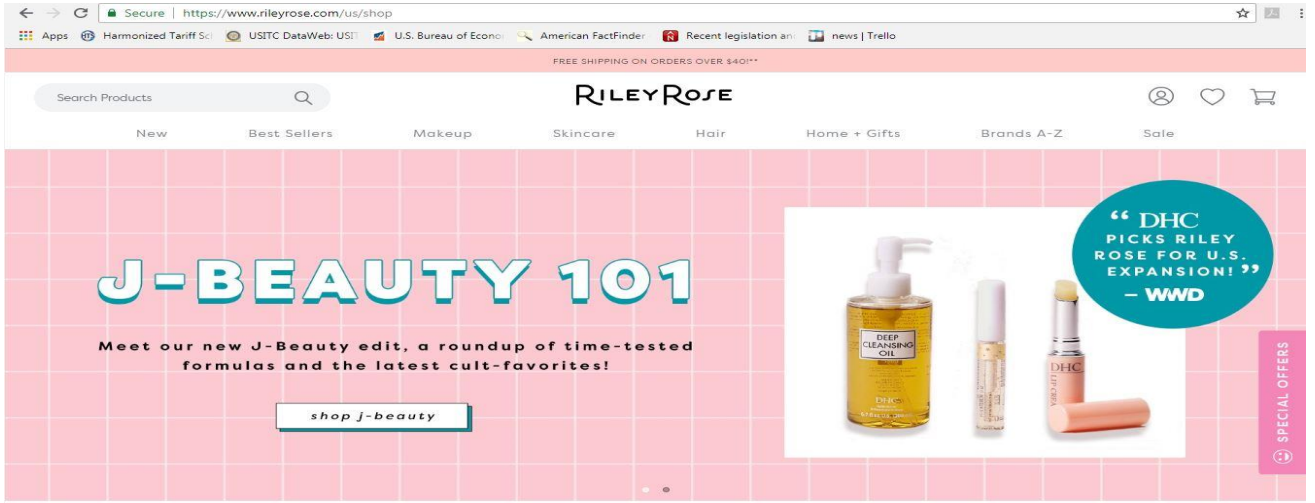 Secure | https://www.rileyrose.com/us/shop
Apps Harmonized Tariff Sc USITC DataWeb: USIT U.S. Bureau of Econo American FactFinder Recent legislation an news | Trello
FREE SHIPPING ON ORDERS OVER $40!**
Search Products
RILEY ROSE
New Best Sellers Makeup Skincare Hair Home + Gifts Brands A-Z Sale
J-BEAUTY 101
Meet our new J-Beauty edit, a roundup of time-tested
formulas and the latest cult-favorites!
shop j-beauty
DEEP
CLEANSING
OIL
DHC
DHC
LIP CREAM
“ DHC
PICKS RILEY
ROSE FOR U.S.
EXPANSION! ”
– WWD
SPECIAL OFFERS